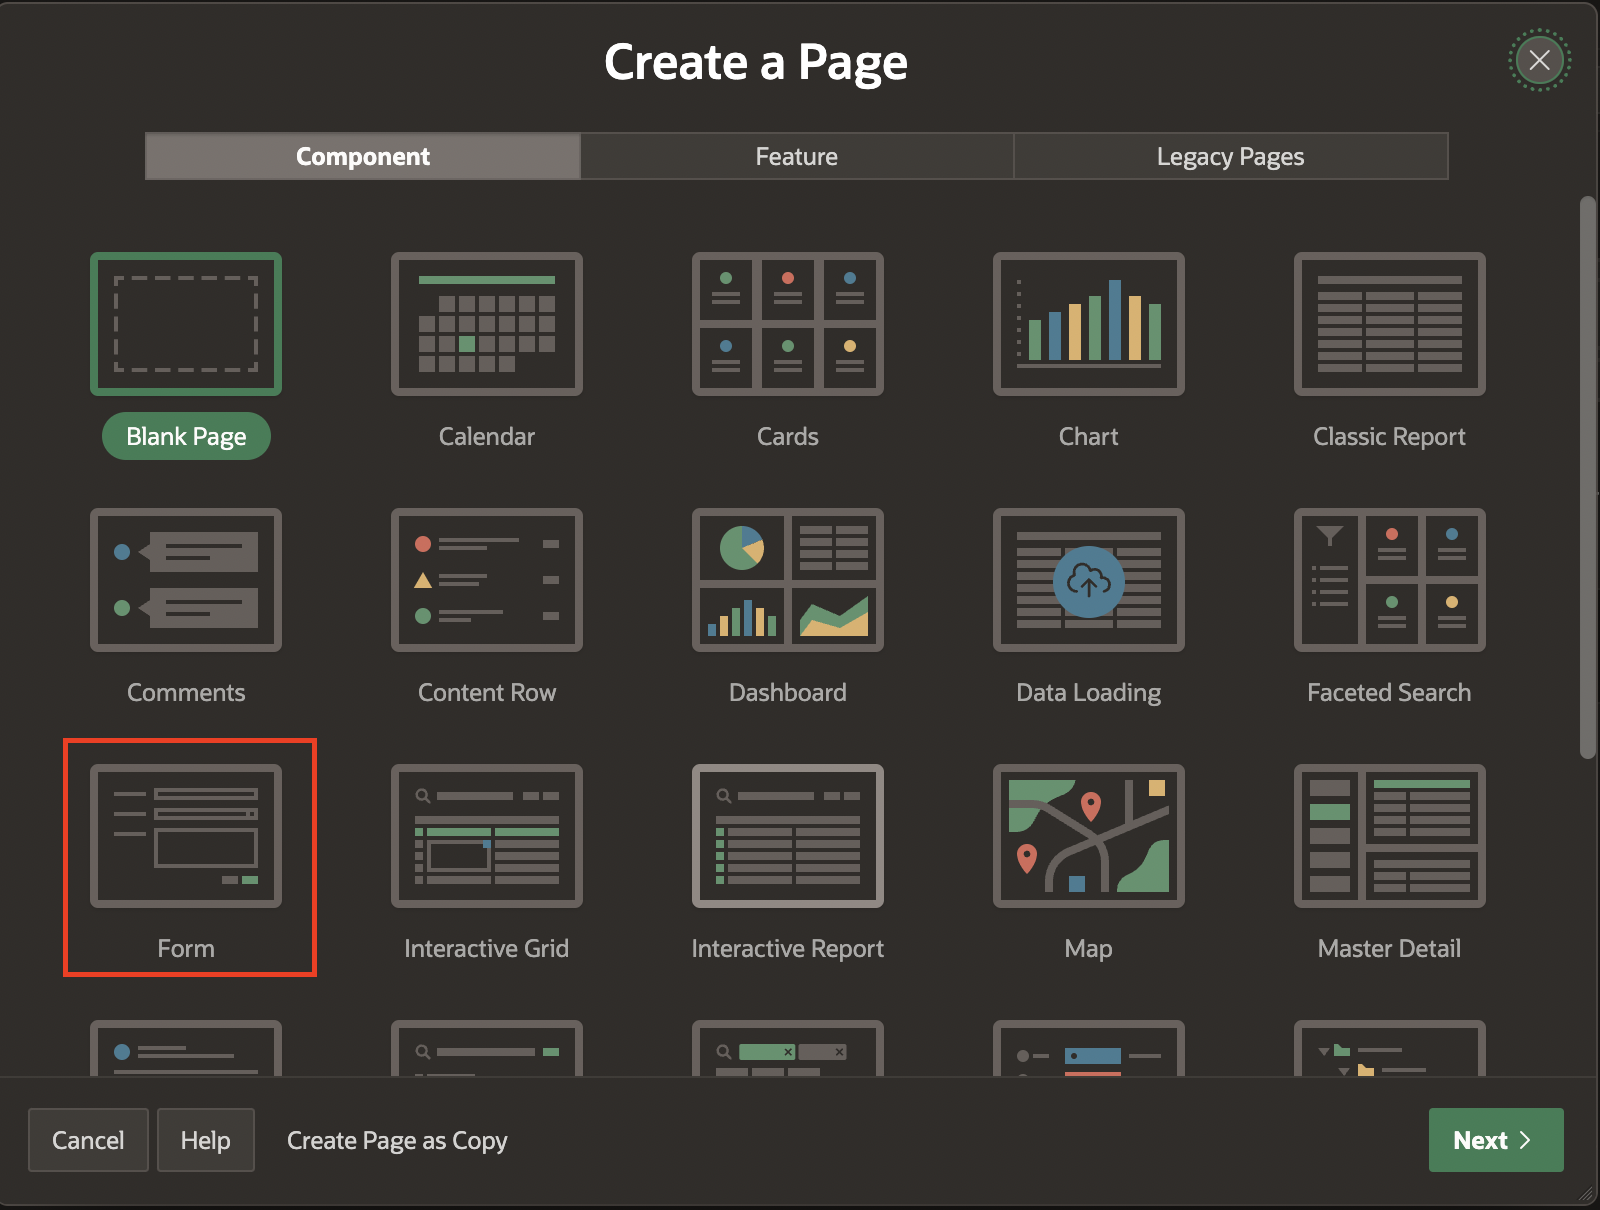 Create a Page
Component
Feature
Legacy Pages
Blank Page
Calendar
Cards
Chart
Classic Report
Comments
Content Row
Dashboard
Data Loading
Faceted Search
Form
Interactive Grid
Interactive Report
Map
Master Detail
Cancel
Help
Create Page as Copy
Next